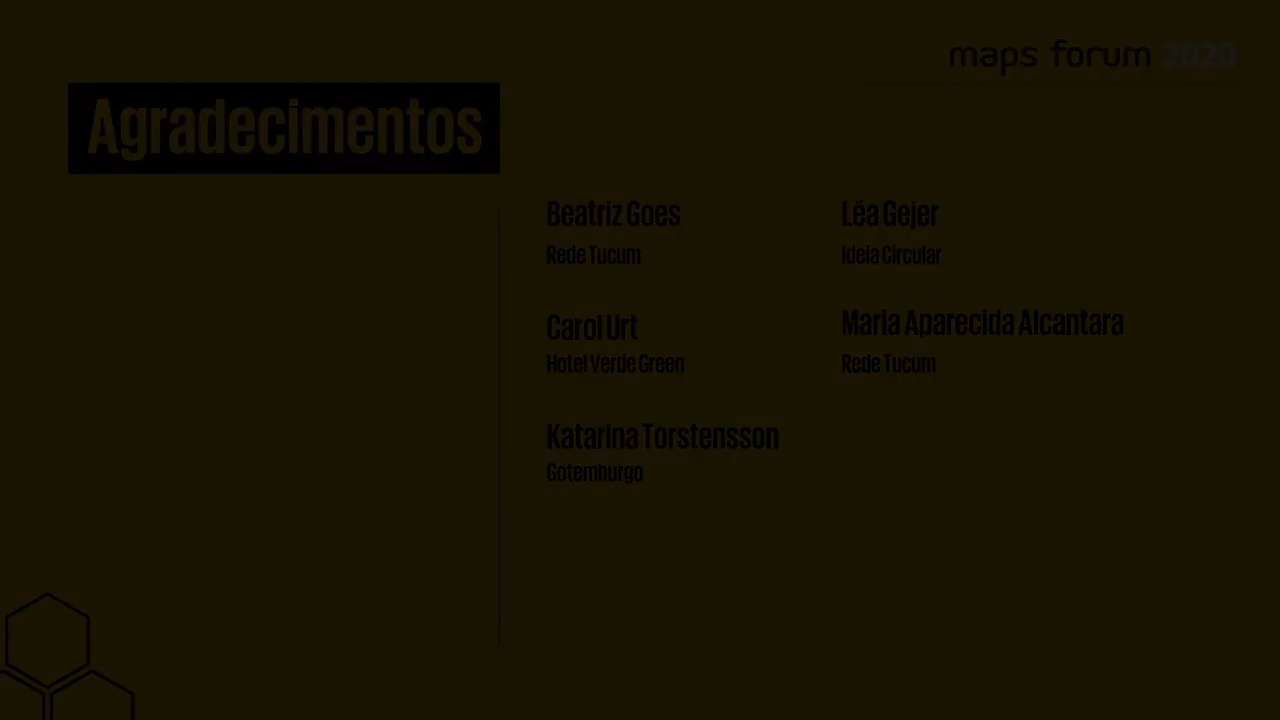 maps forum 2020
Agradecimentos
Beatriz Goes
Rede Tucum
Carol Urt
Hotel Verde Green
Katarina Torstensson
Gotemburgo
Léa Gejer
Ideia Circular
Maria Aparecida Alcantara
Rede Tucum